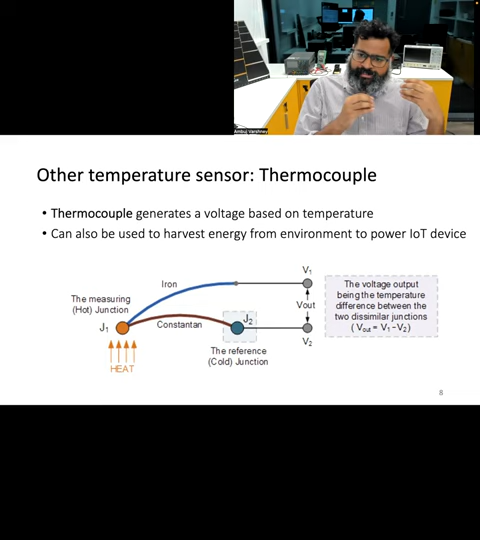 Ambuj Varshney
Other temperature sensor: Thermocouple
• Thermocouple generates a voltage based on temperature
• Can also be used to harvest energy from environment to power IoT device
Iron
The measuring
(Hot) Junction
J1
HEAT
Constantan
J2
The reference
(Cold) Junction
V1
Vout
V2
The voltage output
being the temperature
difference between the
two dissimilar junctions
( Vout = V1 – V2 )
8